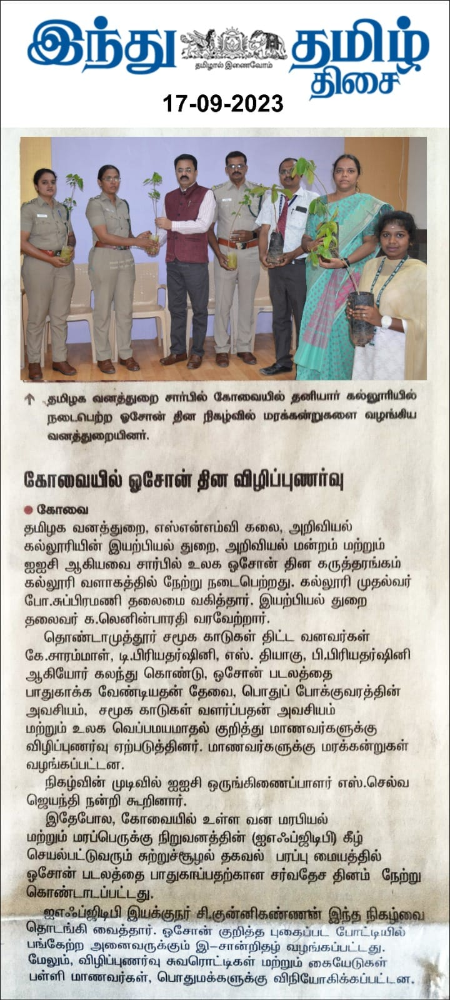 இந்து தமிழ்
தமிழால் இணைவோம்
திசை
17-09-2023
தமிழக வனத்துறை சார்பில் கோவையில் தனியார் கல்லூரியில்
நடைபெற்ற ஓசோன் தின நிகழ்வில் மரக்கன்றுகளை வழங்கிய
வனத்துறையினர்.
கோவையில் ஓசோன் தின விழிப்புணர்வு
● கோவை
தமிழக வனத்துறை, எஸ்என்எம்வி கலை, அறிவியல்
கல்லூரியின் இயற்பியல் துறை, அறிவியல் மன்றம் மற்றும்
ஐஐசி ஆகியவை சார்பில் உலக ஓசோன் தின கருத்தரங்கம்
கல்லூரி வளாகத்தில் நேற்று நடைபெற்றது. கல்லூரி முதல்வர்
போ.சுப்பிரமணி தலைமை வகித்தார். இயற்பியல் துறை
தலைவர் க.லெனின்பாரதி வரவேற்றார்.
தொண்டாமுத்தூர் சமூக காடுகள் திட்ட வனவர்கள்
கே.சாரம்மாள், டி.பிரியதர்ஷினி, எஸ். தியாகு, பி.பிரியதர்ஷினி
ஆகியோர் கலந்து கொண்டு, ஓசோன் படலத்தை
பாதுகாக்க வேண்டியதன் தேவை, பொதுப் போக்குவரத்தின்
அவசியம், சமூக காடுகள் வளர்ப்பதன் அவசியம்
மற்றும் உலக வெப்பமயமாதல் குறித்து மாணவர்களுக்கு
விழிப்புணர்வு ஏற்படுத்தினர். மாணவர்களுக்கு மரக்கன்றுகள்
வழங்கப்பட்டன.
நிகழ்வின் முடிவில் ஐஐசி ஒருங்கிணைப்பாளர் எஸ்.செல்வ
ஜெயந்தி நன்றி கூறினார்.
இதேபோல, கோவையில் உள்ள வன மரபியல்
மற்றும் மரப்பெருக்கு நிறுவனத்தின் (ஐஎஃப்ஜிடிபி) கீழ்
செயல்பட்டுவரும் சுற்றுச்சூழல் தகவல் பரப்பு மையத்தில்
ஓசோன் படலத்தை பாதுகாப்பதற்கான சர்வதேச தினம் நேற்று
கொண்டாடப்பட்டது.
ஐஎஃப்ஜிடிபி இயக்குநர் சி.குன்னிகண்ணன் இந்த நிகழ்வை
தொடங்கி வைத்தார். ஓசோன் குறித்த புகைப்பட போட்டியில்
பங்கேற்ற அனைவருக்கும் இ-சான்றிதழ் வழங்கப்பட்டது.
மேலும், விழிப்புணர்வு சுவரொட்டிகள் மற்றும் கையேடுகள்
பள்ளி மாணவர்கள், பொதுமக்களுக்கு விநியோகிக்கப்பட்டன.